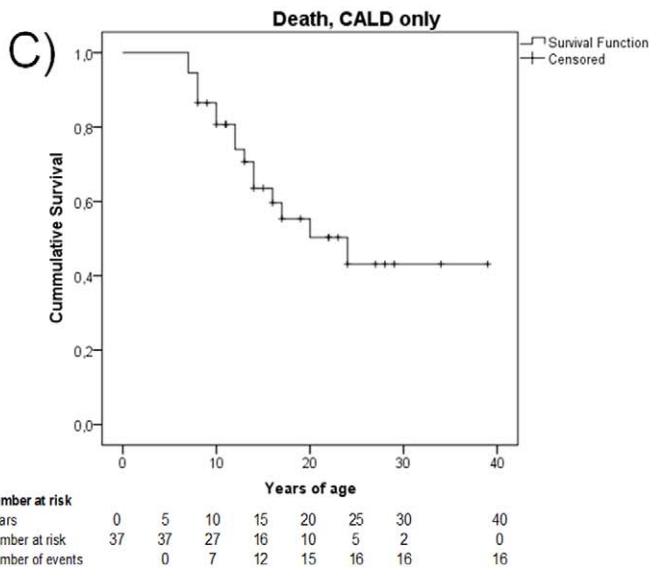 Death, CALD only
C)
Survival Function
Censored
1,0
0,8
0,6
0,4
0,2
0,0
Cummulative Survival
0 10 20 30 40
Years of age
mber at risk
ars 0 5 10 15 20 25 30 40
mber at risk 37 37 27 16 10 5 2 0
mber of events 0 7 12 15 16 16 16